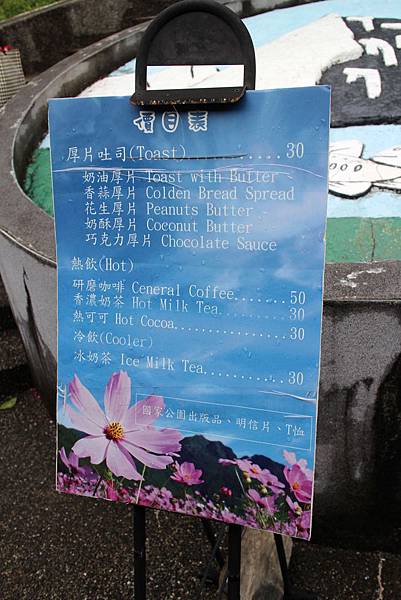 價目表
厚片吐司(Toast)............30
奶油厚片 Toast with Butter
香蒜厚片 Colden Bread Spread
花生厚片 Peanuts Butter
奶酥厚片 Coconut Butter
巧克力厚片 Chocolate Sauce
熱飲(Hot)
研磨咖啡 Ceneral Coffee.......50
香濃奶茶 Hot Milk Tea.........30
熱可可 Hot Cocoa..............30
冷飲(Cooler)
冰奶茶 Ice Milk Tea...........30
國家公園出版品、明信片、T恤